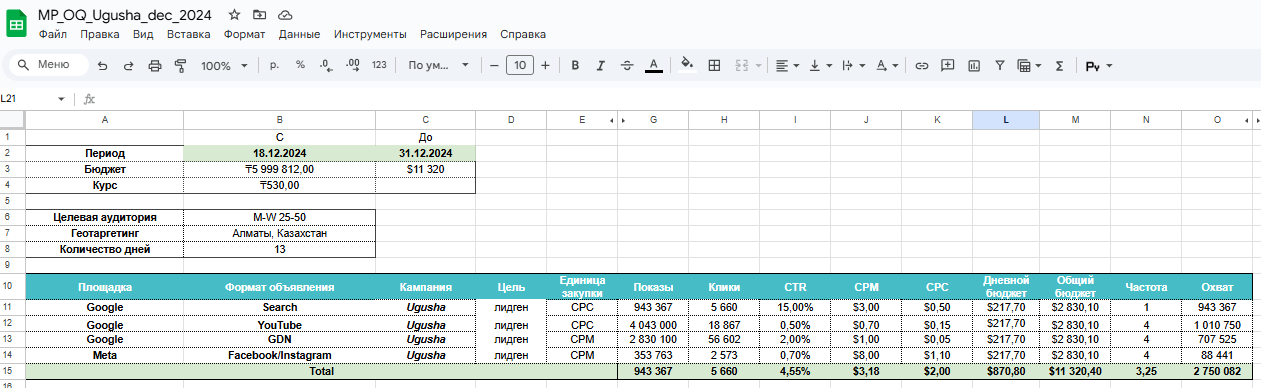 MP_OQ_Ugusha_dec_2024
Файл Правка Вид Вставка Формат Данные Инструменты Расширения Справка
Меню 100% р. % .0 .00 123 По ум... 10 B I A
L21 fx
A B C D E G H I J K L M N O
1 С До
2 Период 18.12.2024 31.12.2024
3 Бюджет ₸5 999 812,00 $11 320
4 Курс ₸530,00
5
6 Целевая аудитория M-W 25-50
7 Геотаргетинг Алматы, Казахстан
8 Количество дней 13
9
10 Площадка Формат объявления Кампания Цель Единица закупки Показы Клики CTR CPM CPC Дневной бюджет Общий бюджет Частота Охват
11 Google Search Ugusha лидген CPC 943 367 5 660 15,00% $3,00 $0,50 $217,70 $2 830,10 1 943 367
12 Google YouTube Ugusha лидген CPC 4 043 000 18 867 0,50% $0,70 $0,15 $217,70 $2 830,10 4 1 010 750
13 Google GDN Ugusha лидген CPM 2 830 100 56 602 2,00% $1,00 $0,05 $217,70 $2 830,10 4 707 525
14 Meta Facebook/Instagram Ugusha лидген CPM 353 763 2 573 0,70% $8,00 $1,10 $217,70 $2 830,10 4 88 441
15 Total 943 367 5 660 4,55% $3,18 $2,00 $870,80 $11 320,40 3,25 2 750 082